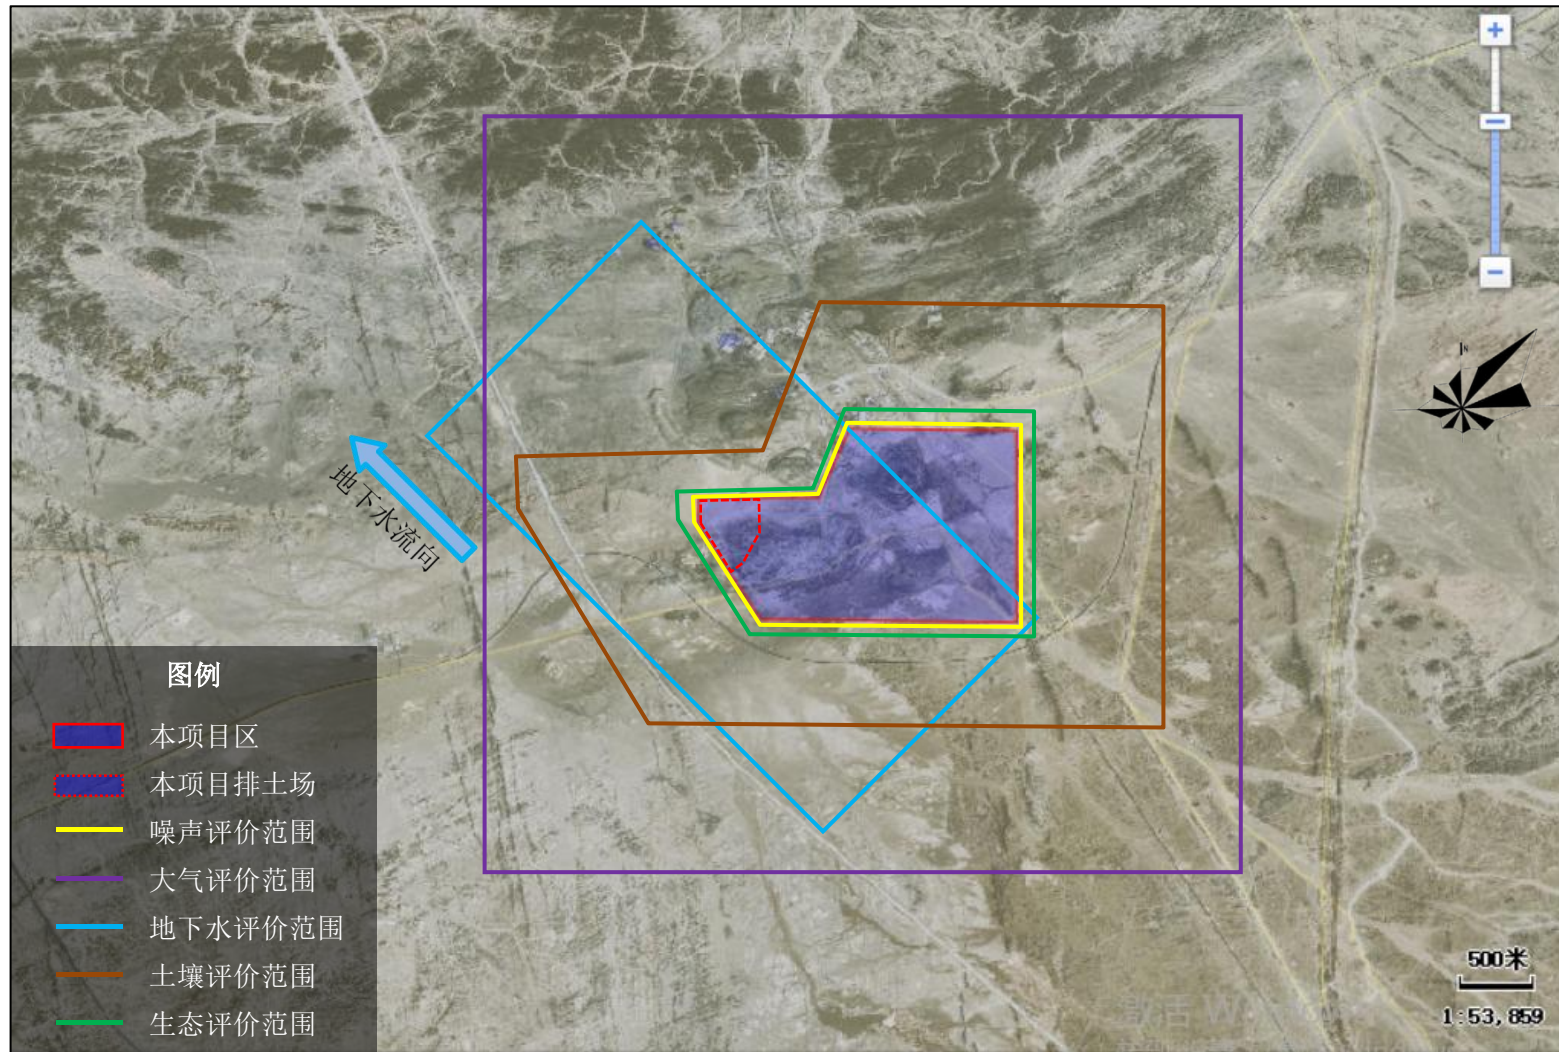 +
−
N
地下水流向
图例
本项目区
本项目排土场
噪声评价范围
大气评价范围
地下水评价范围
土壤评价范围
生态评价范围
500米
1:53,859